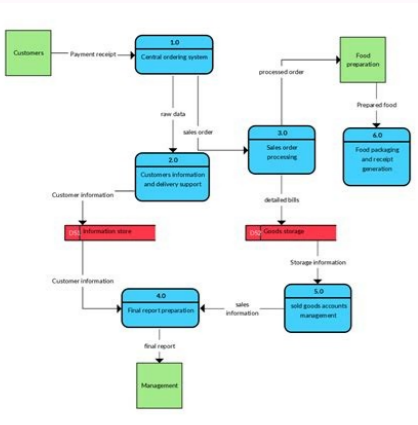 1.0
Customers
Payment receipt
Central ordering system
Food
preparation
processed order
raw data
sales order
Prepared food
3.0
Sales order
processing
6.0
Food packaging
and receipt
generation
2.0
Customers information
and delivery support
Customer information
detailed bills
DS1 Information store
DS2 Goods storage
Storage information
Customer information
4.0
Final report preparation
sales
information
5.0
sold goods accounts
management
final report
Management